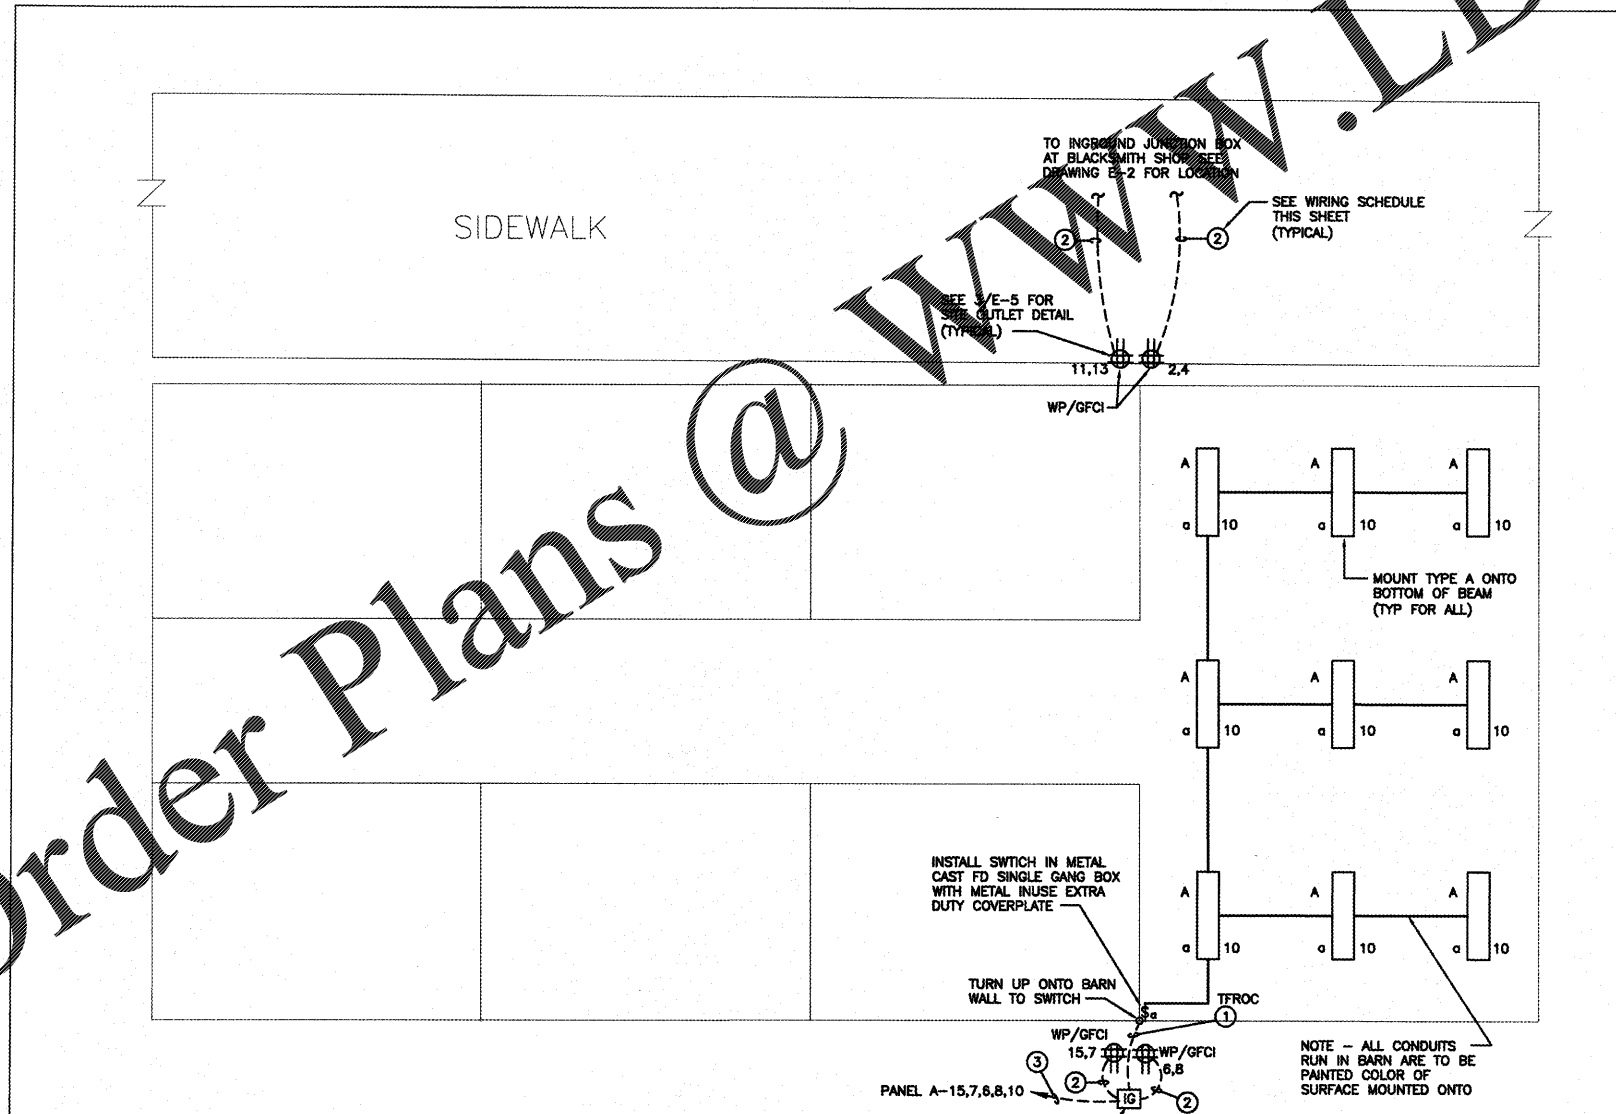 TO INGROUND JUNCTION BOX
AT BLACKSMITH SHOP SEE
DRAWING E-2 FOR LOCATION
SEE WIRING SCHEDULE
THIS SHEET
(TYPICAL)
SIDEWALK
2
2
SEE 3/E-5 FOR
SITE OUTLET DETAIL
(TYPICAL)
11,13
2,4
WP/GFCI
A
A
A
a
10
a
10
a
10
MOUNT TYPE A ONTO
BOTTOM OF BEAM
(TYP FOR ALL)
A
A
A
a
10
a
10
a
10
INSTALL SWTICH IN METAL
CAST FD SINGLE GANG BOX
WITH METAL INUSE EXTRA
DUTY COVERPLATE
A
A
A
a
10
a
10
a
10
TURN UP ONTO BARN
WALL TO SWITCH
$a
TFROC
1
WP/GFCI
15,7
WP/GFCI
6,8
3
2
2
PANEL A-15,7,6,8,10
IG
NOTE - ALL CONDUITS
RUN IN BARN ARE TO BE
PAINTED COLOR OF
SURFACE MOUNTED ONTO
Order Plans @ www.LD